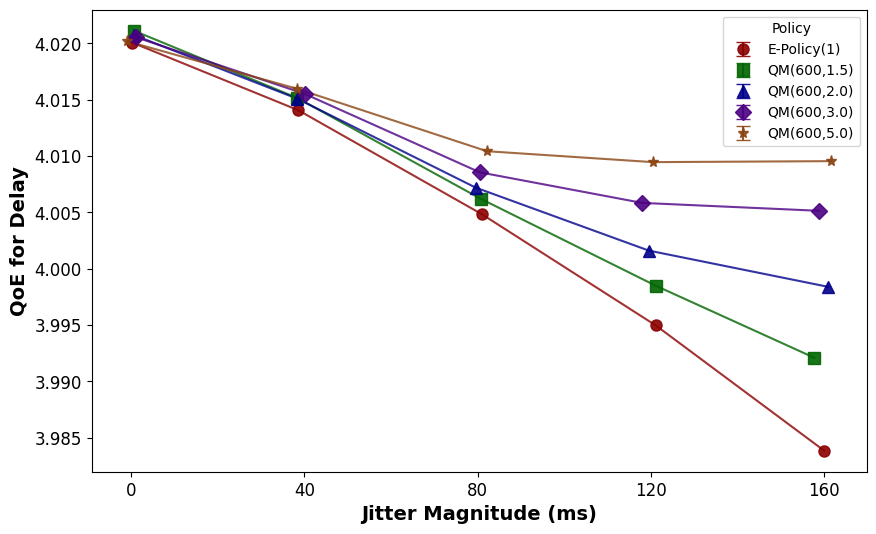 Policy
E-Policy(1)
QM(600,1.5)
QM(600,2.0)
QM(600,3.0)
QM(600,5.0)
QoE for Delay
4.020
4.015
4.010
4.005
4.000
3.995
3.990
3.985
0 40 80 120 160
Jitter Magnitude (ms)